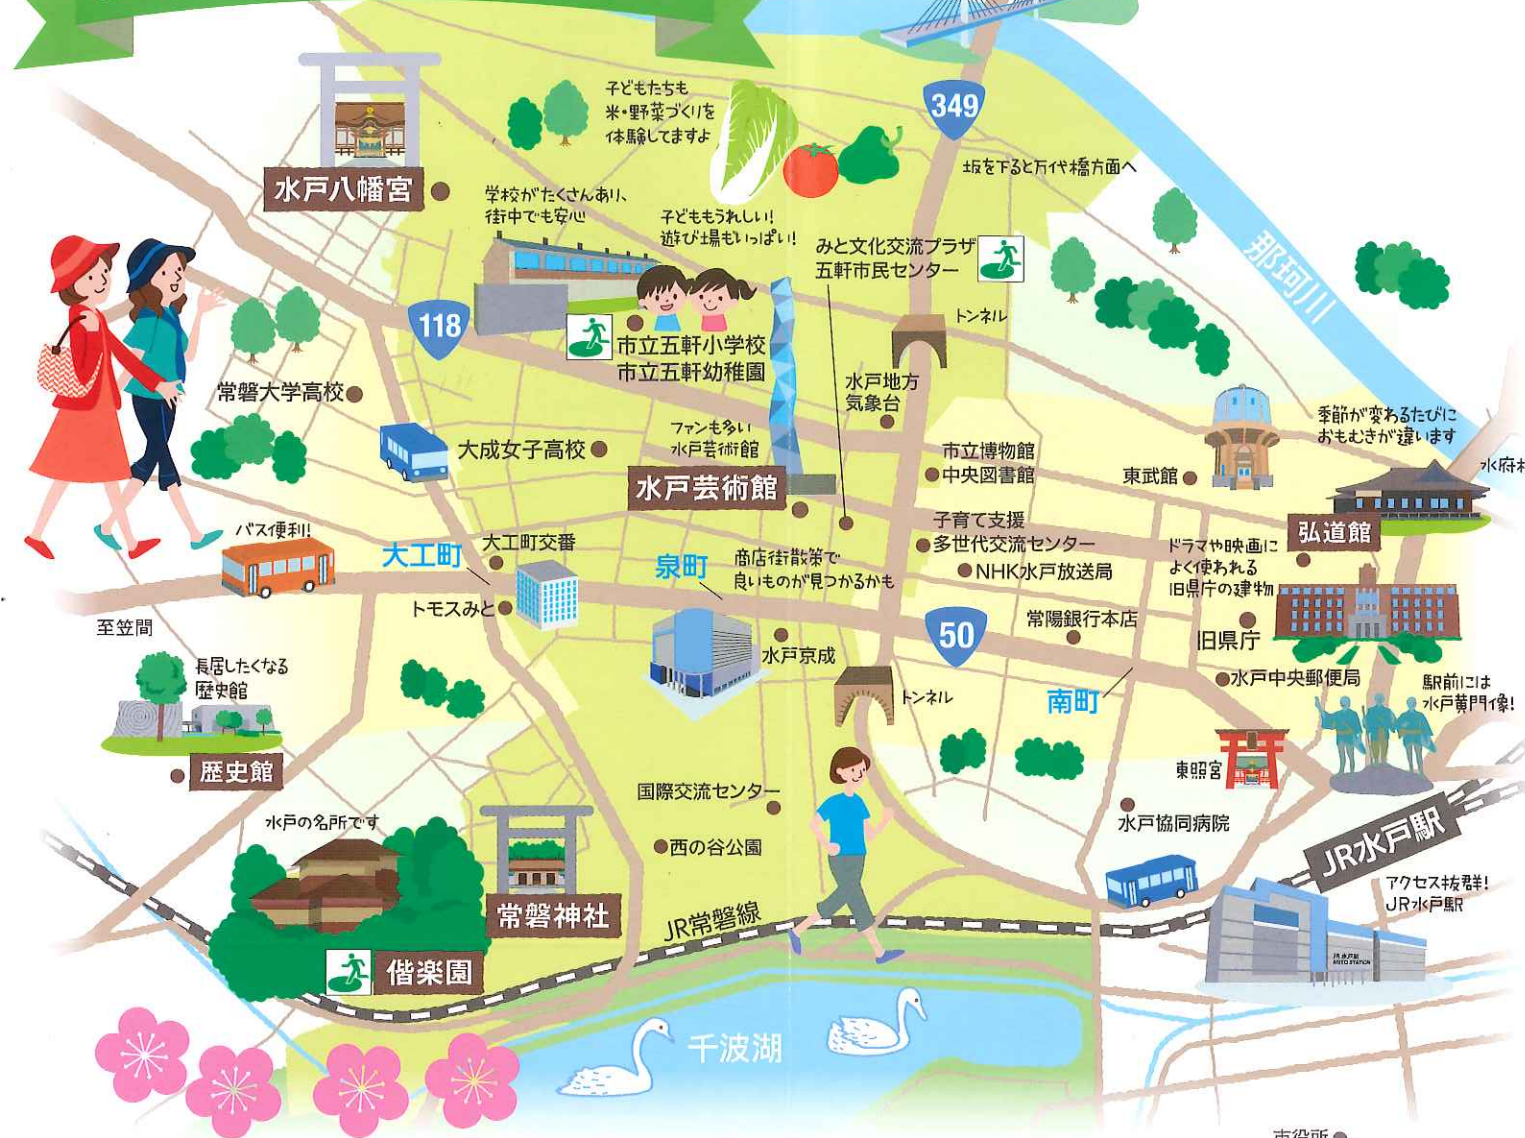 子どもたちも
米・野菜づくりを
体験してますよ
349
坂を下ると万代橋方面へ
水戸八幡宮
学校がたくさんあり、
街中でも安心
子どももうれしい!
遊び場もいっぱい!
みと文化交流プラザ
五軒市民センター
那珂川
118
トンネル
市立五軒小学校
市立五軒幼稚園
水戸地方
気象台
常磐大学高校
季節が変わるたびに
おもむきが違います
大成女子高校
ファンも多い
水戸芸術館
水戸芸術館
市立博物館
中央図書館
東武館
水府
弘道館
バス便利!
大工町
大工町交番
泉町
商店街散策で
良いものが見つかるかも
子育て支援
多世代交流センター
NHK水戸放送局
ドラマや映画に
よく使われる
旧県庁の建物
トモスみと
至笠間
50
常陽銀行本店
旧県庁
水戸京成
長居したくなる
歴史館
トンネル
南町
水戸中央郵便局
駅前には
水戸黄門像!
歴史館
東照宮
国際交流センター
水戸の名所です
西の谷公園
水戸協同病院
JR水戸駅
常磐神社
JR常磐線
アクセス抜群!
JR水戸駅
JR 水戸駅
MITO STATION
偕楽園
千波湖
市役所